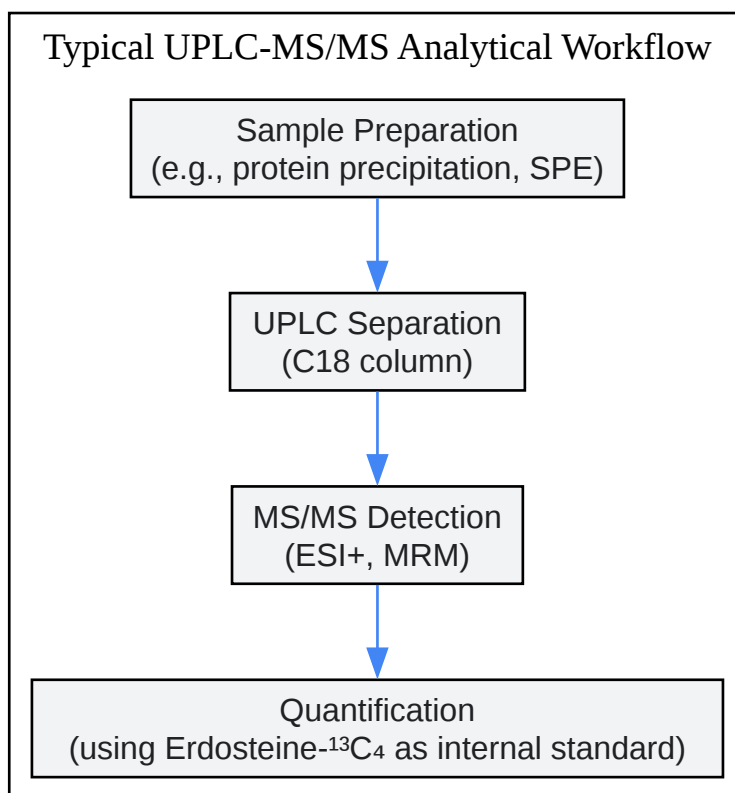 Typical UPLC-MS/MS Analytical Workflow
Sample Preparation
(e.g., protein precipitation, SPE)
UPLC Separation
(C18 column)
MS/MS Detection
(ESI+, MRM)
Quantification
(using Erdosteine-¹³C₄ as internal standard)